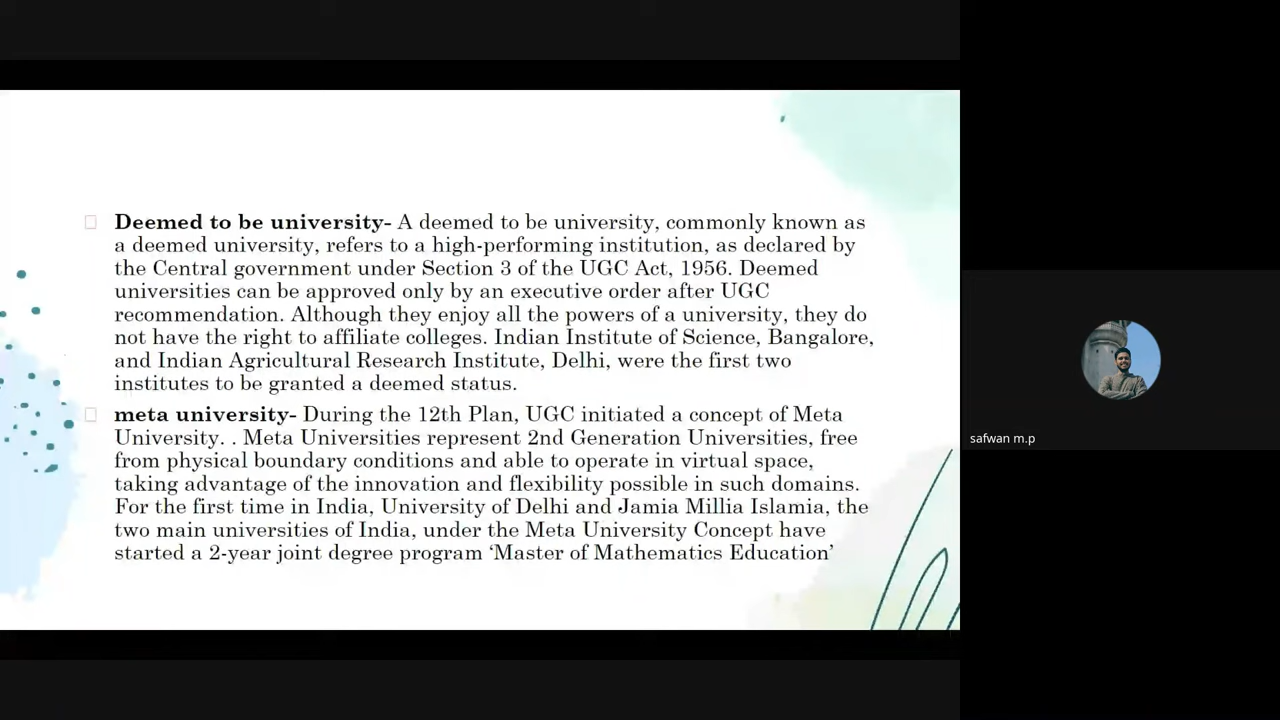 Deemed to be university- A deemed to be university, commonly known as
a deemed university, refers to a high-performing institution, as declared by
the Central government under Section 3 of the UGC Act, 1956. Deemed
universities can be approved only by an executive order after UGC
recommendation. Although they enjoy all the powers of a university, they do
not have the right to affiliate colleges. Indian Institute of Science, Bangalore,
and Indian Agricultural Research Institute, Delhi, were the first two
institutes to be granted a deemed status.
meta university- During the 12th Plan, UGC initiated a concept of Meta
University. . Meta Universities represent 2nd Generation Universities, free
from physical boundary conditions and able to operate in virtual space,
taking advantage of the innovation and flexibility possible in such domains.
For the first time in India, University of Delhi and Jamia Millia Islamia, the
two main universities of India, under the Meta University Concept have
started a 2-year joint degree program ‘Master of Mathematics Education’
safwan m.p